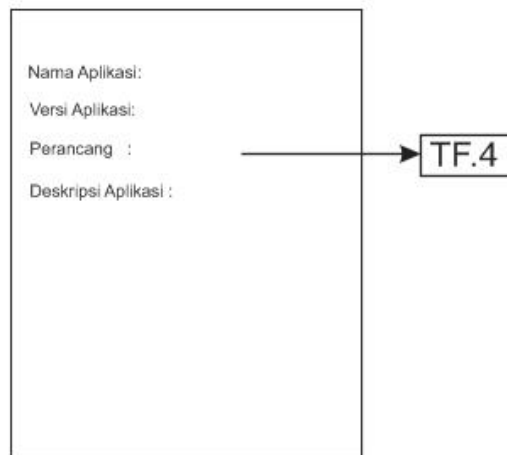 Nama Aplikasi:
Versi Aplikasi:
Perancang :
TF.4
Deskripsi Aplikasi :